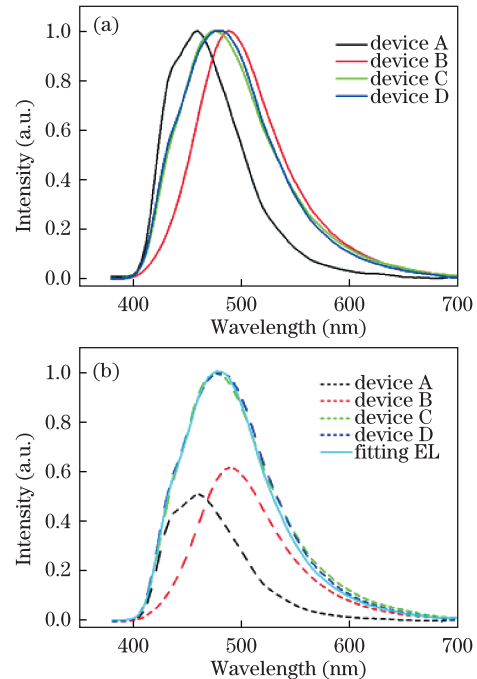 (a)
device A
device B
device C
device D
Intensity (a.u.)
1.0
0.8
0.6
0.4
0.2
0.0
400 500 600 700
Wavelength (nm)
(b)
device A
device B
device C
device D
fitting EL
Intensity (a.u.)
1.0
0.8
0.6
0.4
0.2
0.0
400 500 600 700
Wavelength (nm)